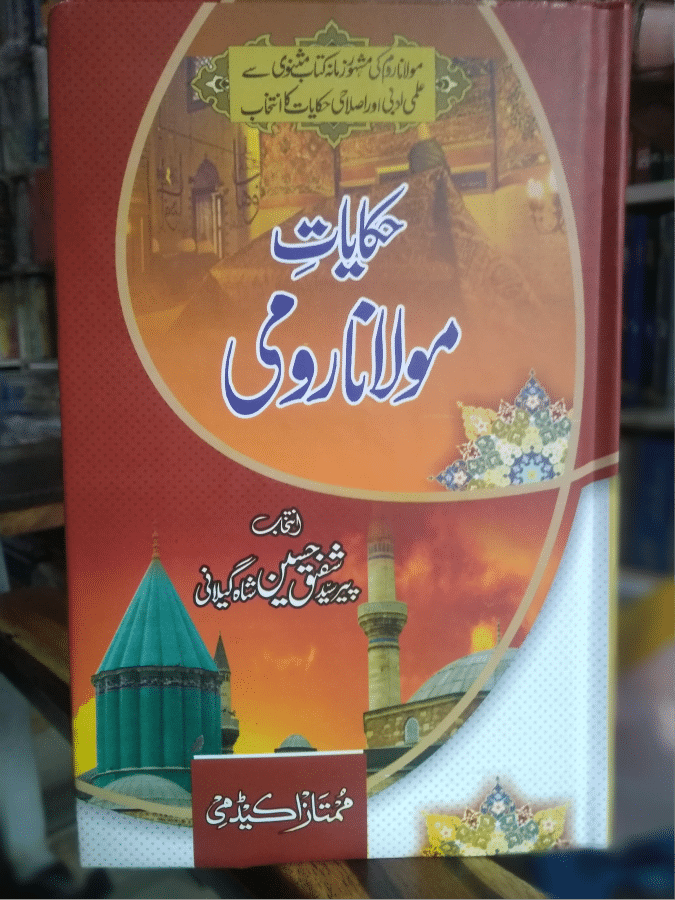 مولانا روم کی مشہور زمانہ کتاب مثنوی سے
علمی ادبی اور اصلاحی حکایات کا انتخاب
حکایاتِ
مولانا رومی
انتخاب
پیر سید شفیق حسین شاہ گیلانی
ممتاز اکیڈمی